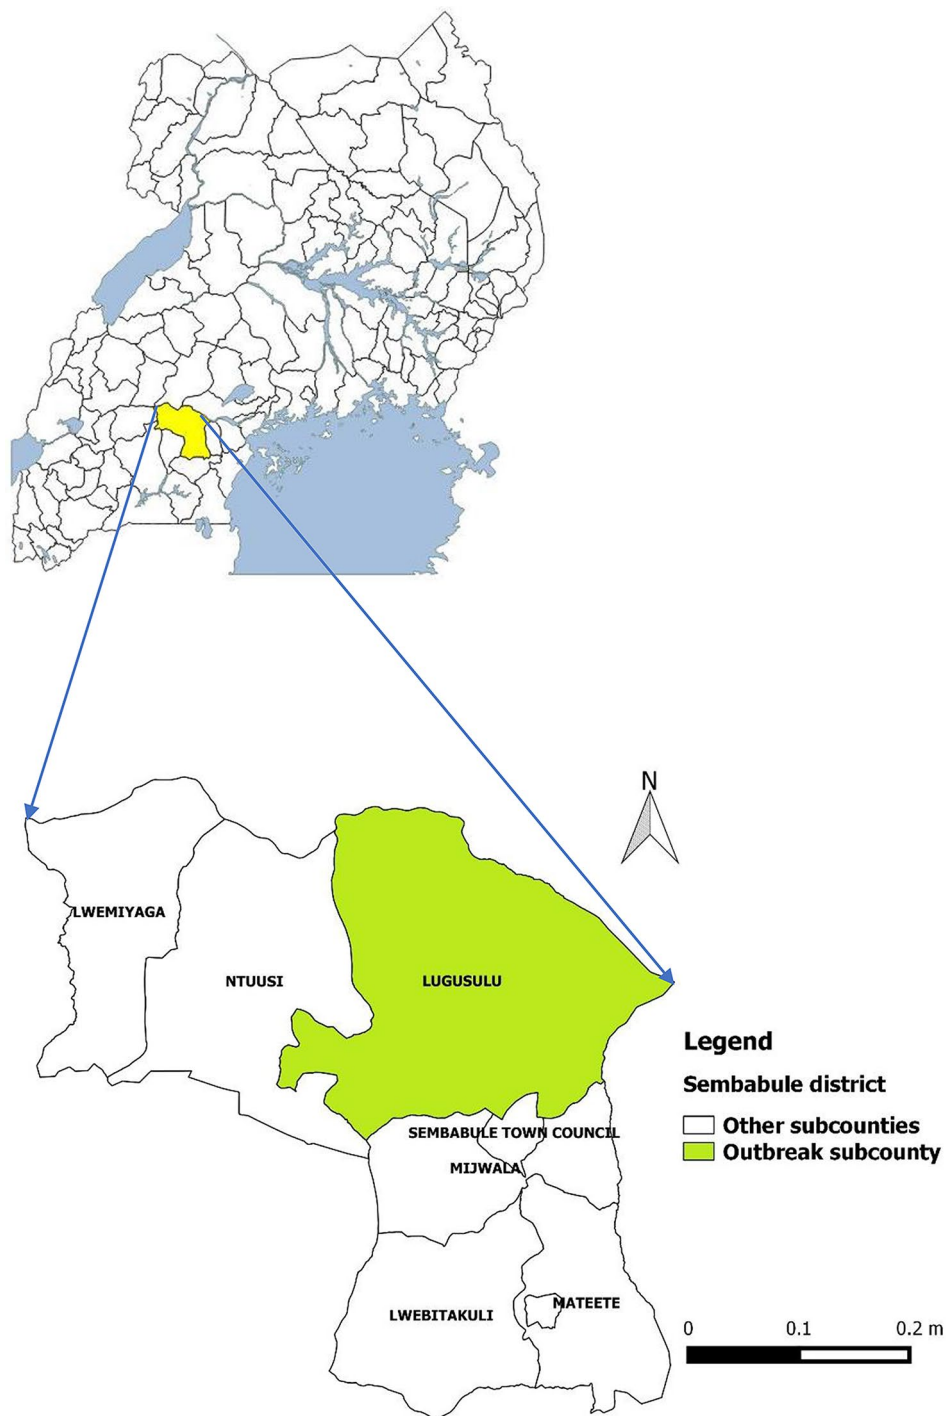 N
LWEMIYAGA
NTUUSI
LUGUSULU
Legend
Sembabule district
Other subcounties
Outbreak subcounty
SEMBABULE TOWN COUNCIL
MIJWALA
MATEETE
LWEBITAKULI
0 0.1 0.2 m